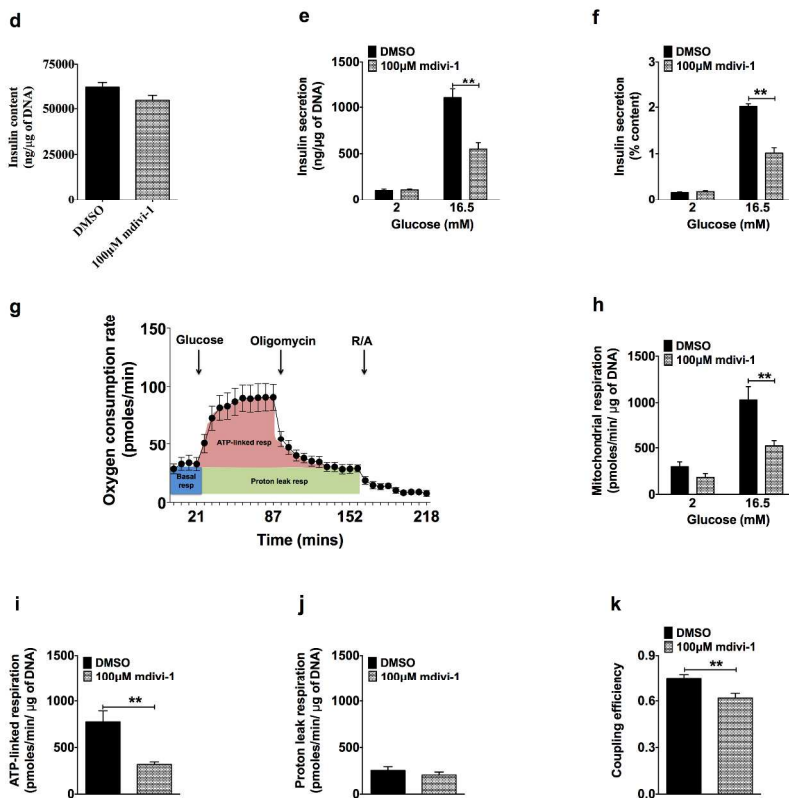 d
Insulin content
(ng/µg of DNA)
75000
50000
25000
0
DMSO
100µM mdivi-1
e
DMSO
100µM mdivi-1
Insulin secretion
(ng/µg of DNA)
1500
1000
500
0
**
2
16.5
Glucose (mM)
f
DMSO
100µM mdivi-1
Insulin secretion
(% content)
3
2
1
0
**
2
16.5
Glucose (mM)
g
Oxygen consumption rate
(pmoles/min)
150
100
50
0
Glucose
Oligomycin
R/A
ATP-linked resp
Basal
resp
Proton leak resp
21
87
152
218
Time (mins)
h
DMSO
100µM mdivi-1
Mitochondrial respiration
(pmoles/min/ µg of DNA)
1500
1000
500
0
**
2
16.5
Glucose (mM)
i
DMSO
100µM mdivi-1
ATP-linked respiration
(pmoles/min/ µg of DNA)
1500
1000
500
0
**
j
DMSO
100µM mdivi-1
Proton leak respiration
(pmoles/min/ µg of DNA)
1500
1000
500
0
k
DMSO
100µM mdivi-1
Coupling efficiency
0.9
0.6
0.3
0.0
**